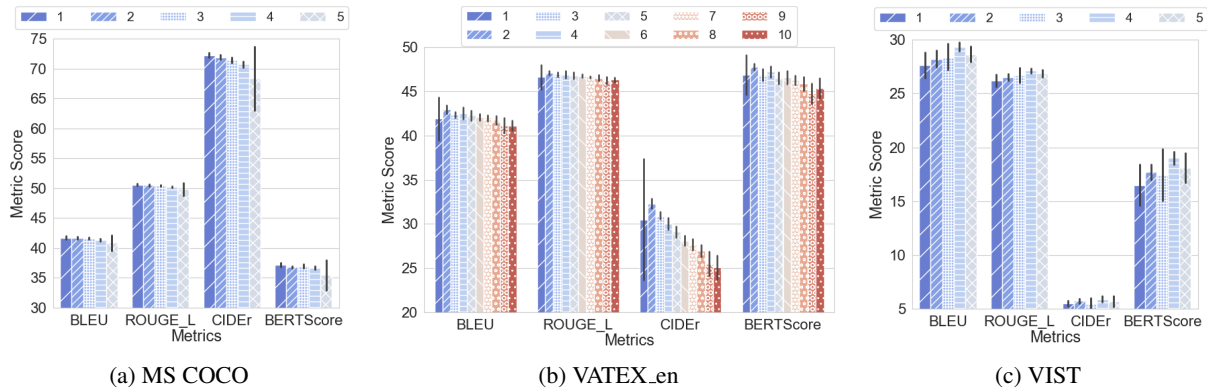 1 2 3 4 5
75
70
65
60
55
50
45
40
35
30
Metric Score
BLEU ROUGE_L CIDEr BERTScore
Metrics
(a) MS COCO
1 3 5 7 9
2 4 6 8 10
50
45
40
35
30
25
20
Metric Score
BLEU ROUGE_L CIDEr BERTScore
Metrics
(b) VATEX_en
1 2 3 4 5
30
25
20
15
10
5
Metric Score
BLEU ROUGE_L CIDEr BERTScore
Metrics
(c) VIST